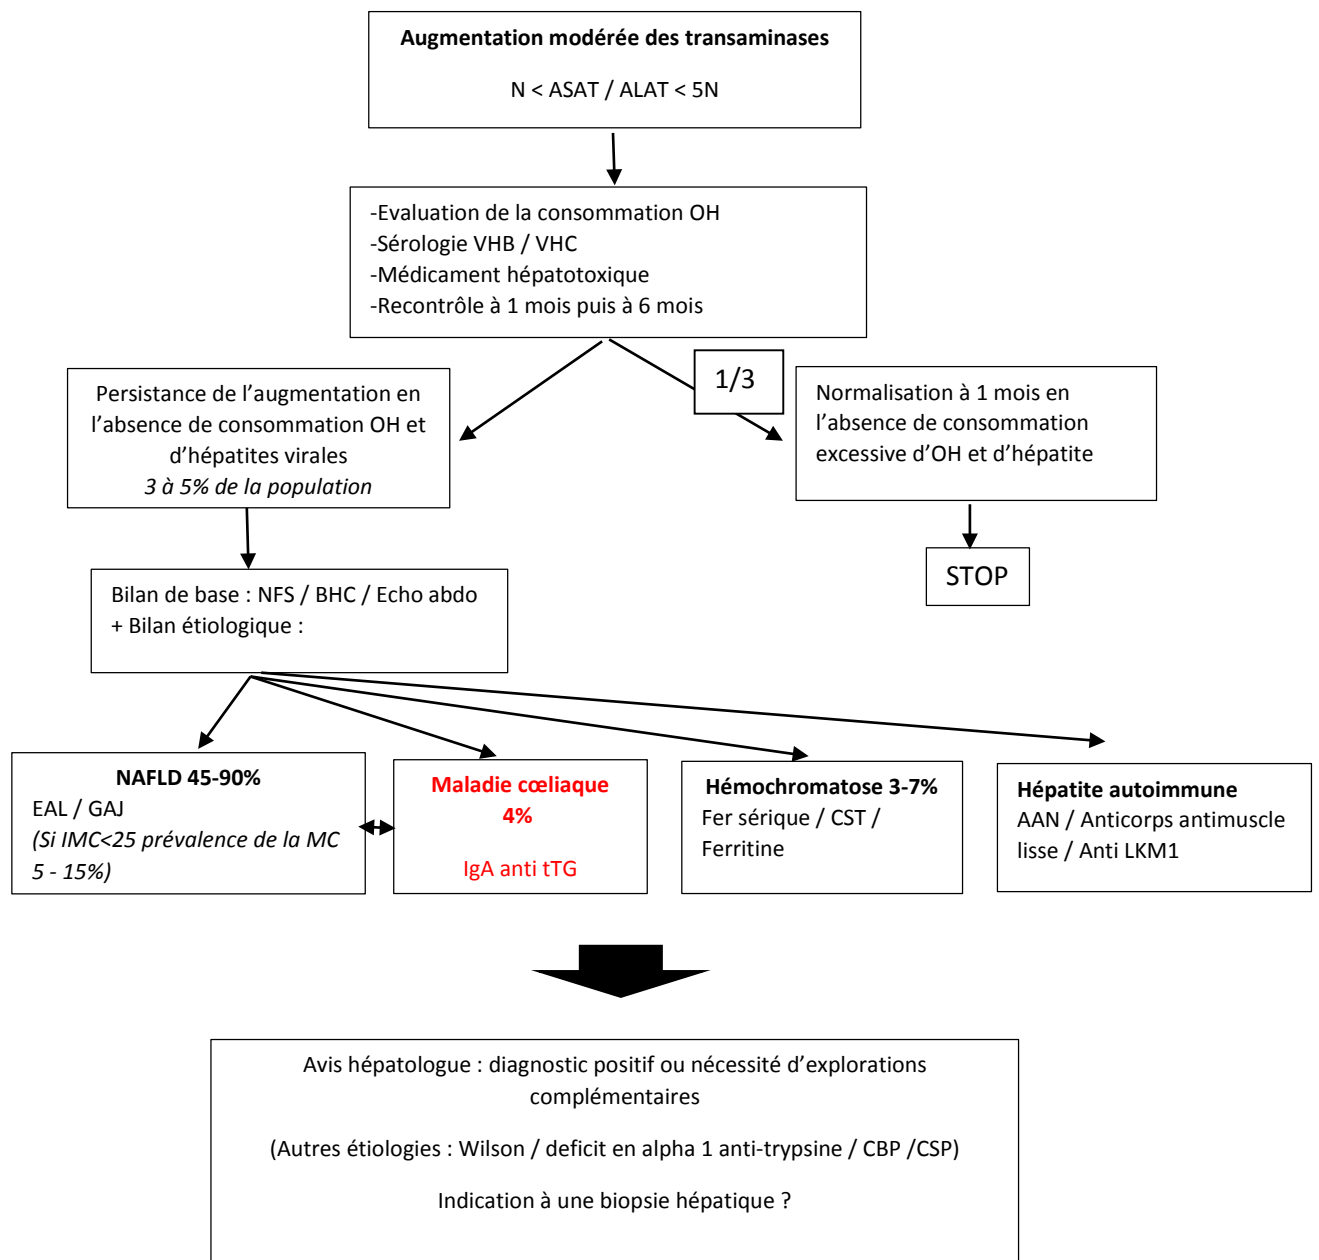 Augmentation modérée des transaminases
N < ASAT / ALAT < 5N
-Evaluation de la consommation OH
-Sérologie VHB / VHC
-Médicament hépatotoxique
-Recontrôle à 1 mois puis à 6 mois
1/3
Persistance de l’augmentation en
l’absence de consommation OH et
d’hépatites virales
3 à 5% de la population
Normalisation à 1 mois en
l’absence de consommation
excessive d’OH et d’hépatite
STOP
Bilan de base : NFS / BHC / Echo abdo
+ Bilan étiologique :
NAFLD 45-90%
EAL / GAJ
(Si IMC<25 prévalence de la MC
5 - 15%)
Maladie cœliaque
4%
IgA anti tTG
Hémochromatose 3-7%
Fer sérique / CST /
Ferritine
Hépatite autoimmune
AAN / Anticorps antimuscle
lisse / Anti LKM1
Avis hépatologue : diagnostic positif ou nécessité d’explorations
complémentaires
(Autres étiologies : Wilson / deficit en alpha 1 anti-trypsine / CBP /CSP)
Indication à une biopsie hépatique ?